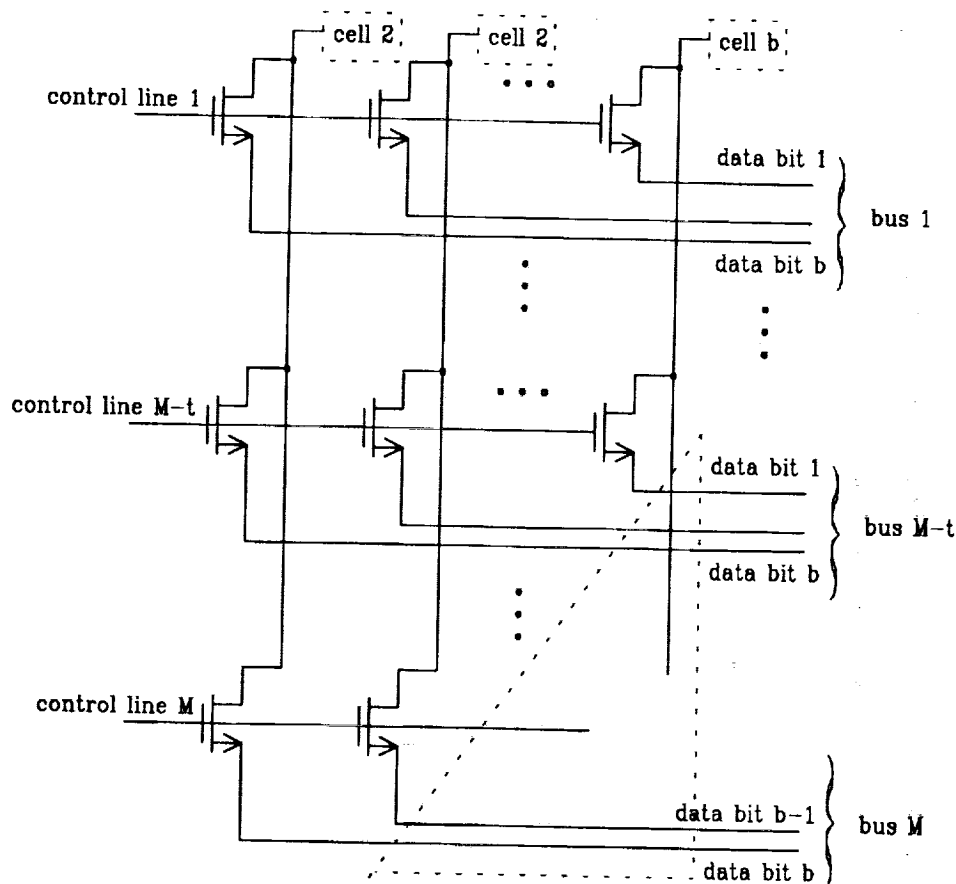 cell 2
cell 2
cell b
control line 1
data bit 1
bus 1
data bit b
control line M-t
data bit 1
bus M-t
data bit b
control line M
data bit b-1
bus M
data bit b